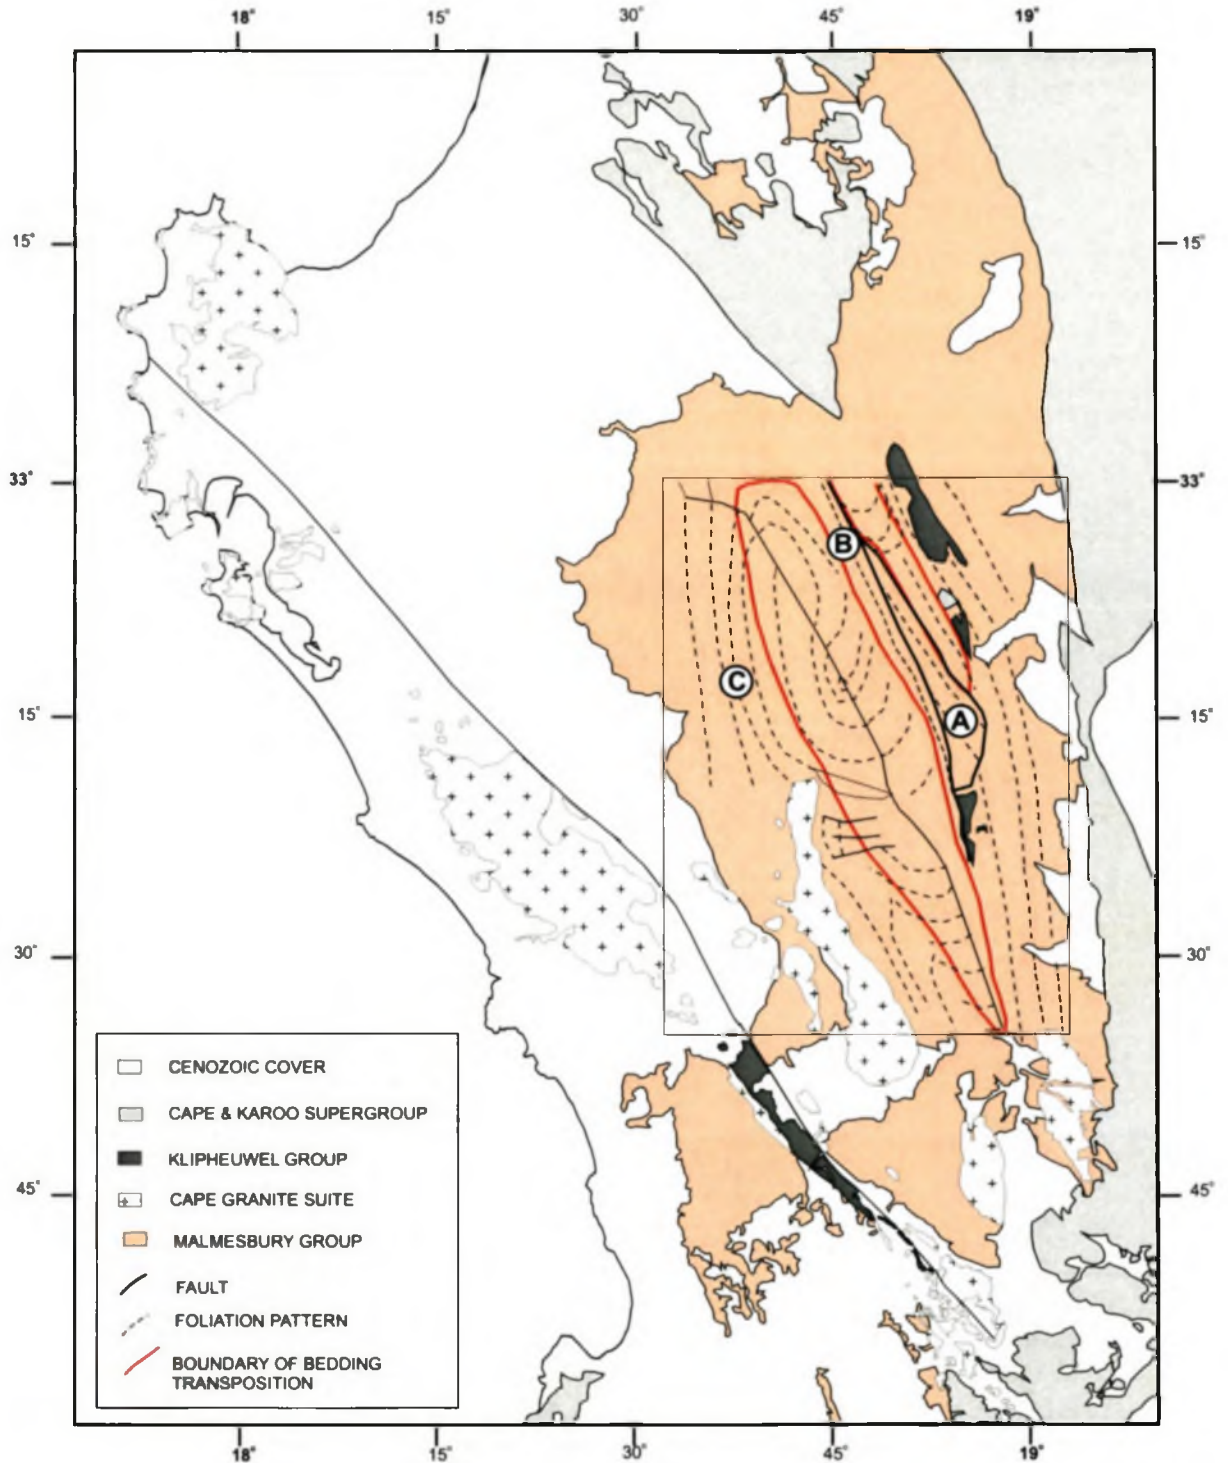 18° 15° 30° 45° 19°
15° 15°
33° 33°
B
C
15° 15°
A
30° 30°
CENOZOIC COVER
CAPE & KAROO SUPERGROUP
KLIPHEUWEL GROUP
CAPE GRANITE SUITE
45° 45°
MALMESBURY GROUP
FAULT
FOLIATION PATTERN
BOUNDARY OF BEDDING
TRANSPOSITION
18° 15° 30° 45° 19°